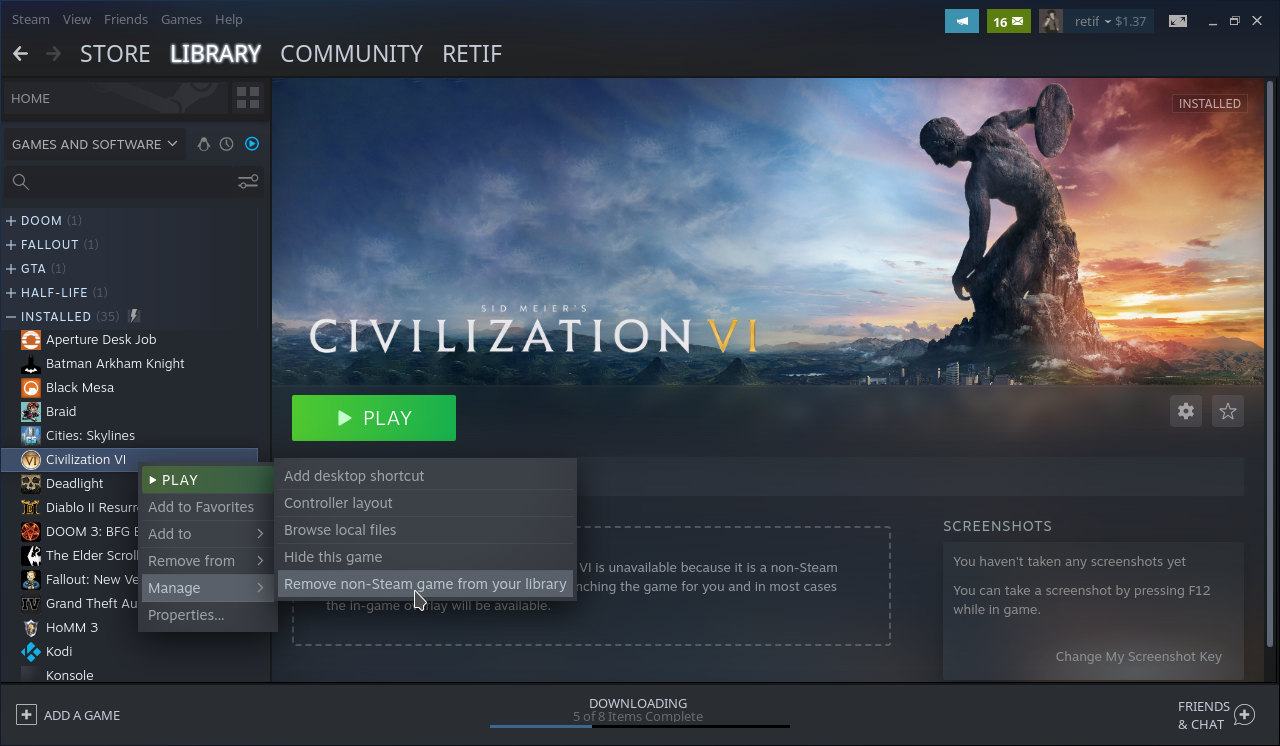 Steam View Friends Games Help
16
retif $1.37
STORE LIBRARY COMMUNITY RETIF
HOME
GAMES AND SOFTWARE
DOOM (1)
FALLOUT (1)
GTA (1)
HALF-LIFE (1)
INSTALLED (35)
Aperture Desk Job
Batman Arkham Knight
Black Mesa
Braid
Cities: Skylines
Civilization VI
Deadlight
Diablo II Resurr
DOOM 3: BFG E
The Elder Scroll
Fallout: New Ve
Grand Theft Au
HoMM 3
Kodi
Konsole
PLAY
Add to Favorites
Add to
Remove from
Manage
Properties...
Add desktop shortcut
Controller layout
Browse local files
Hide this game
Remove non-Steam game from your library
INSTALLED
SID MEIER'S
CIVILIZATION VI
PLAY
VI is unavailable because it is a non-Steam
nching the game for you and in most cases
the in-game overlay will be available.
SCREENSHOTS
You haven't taken any screenshots yet
You can take a screenshot by pressing F12
while in game.
Change My Screenshot Key
ADD A GAME
DOWNLOADING
5 of 8 Items Complete
FRIENDS
& CHAT